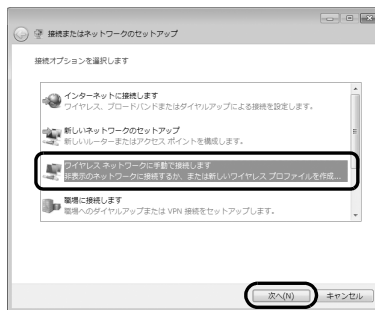 接続またはネットワークのセットアップ
接続オプションを選択します
インターネットに接続します
ワイヤレス、ブロードバンドまたはダイヤルアップによる接続を設定します。
新しいネットワークのセットアップ
新しいルーターまたはアクセス ポイントを構成します。
ワイヤレス ネットワークに手動で接続します
非表示のネットワークに接続するか、または新しいワイヤレス プロファイルを作成...
職場に接続します
職場へのダイヤルアップまたは VPN 接続をセットアップします。
次へ(N)
キャンセル